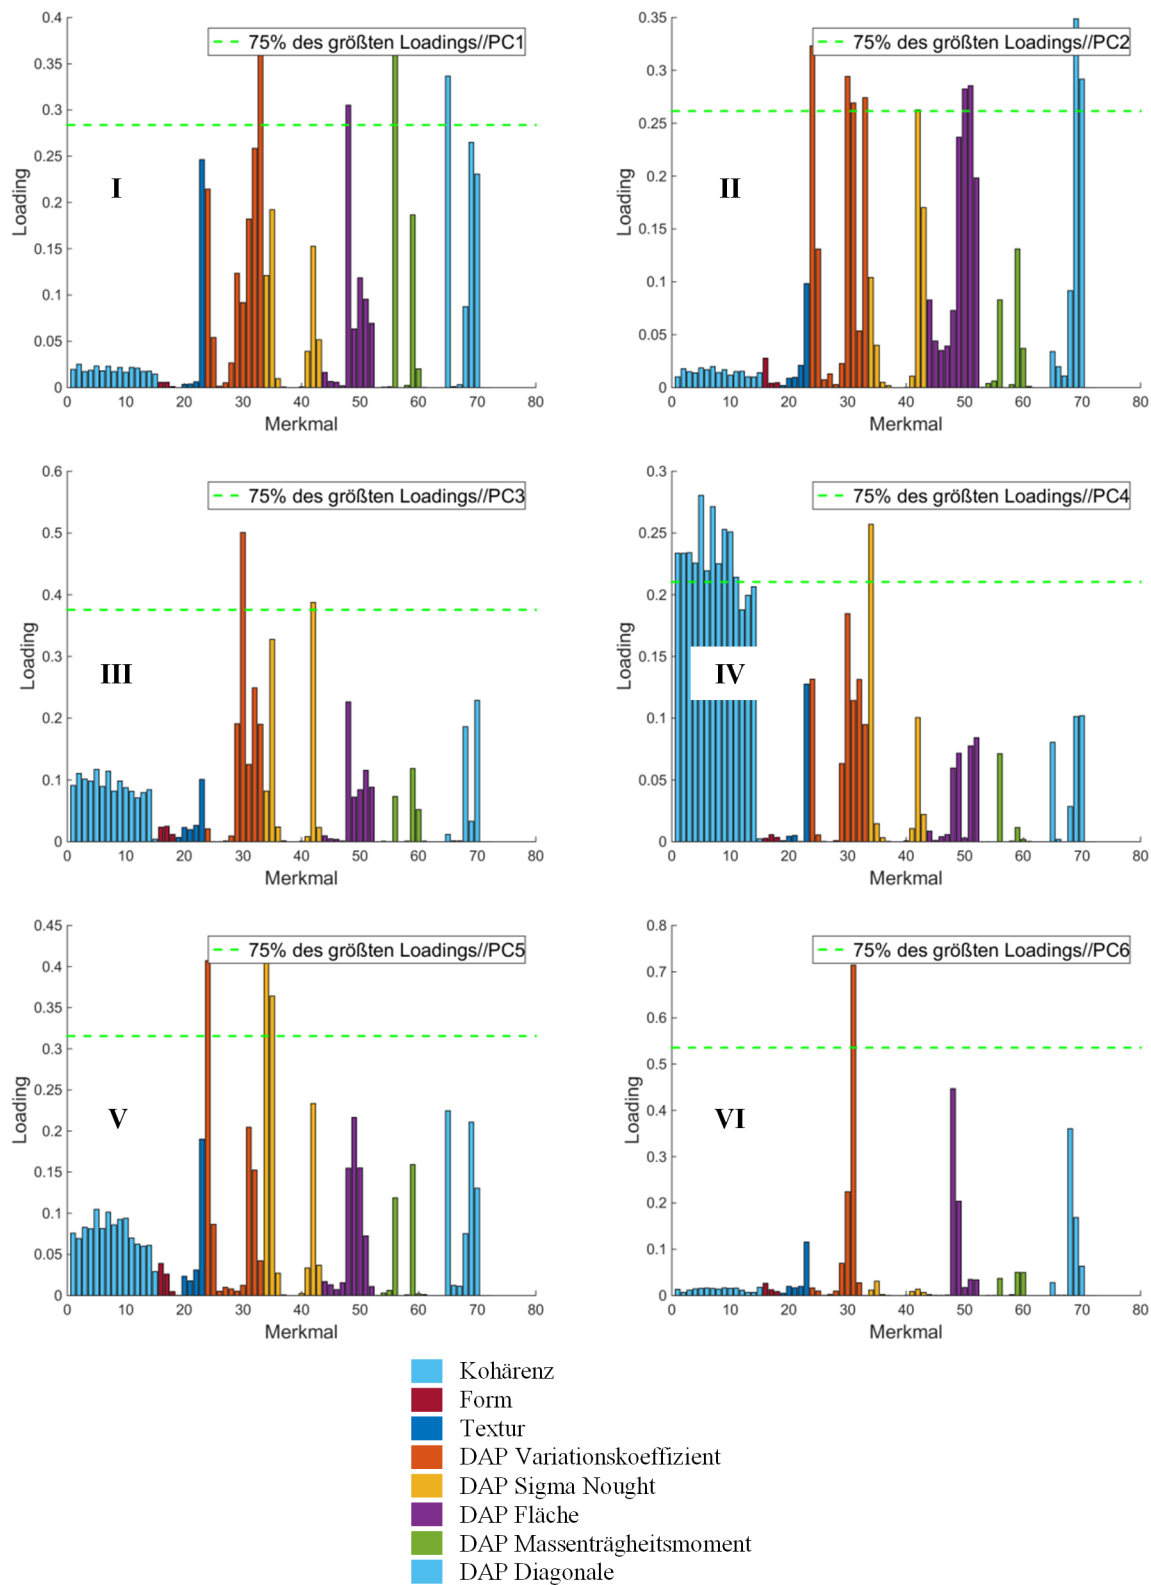 0.4
75% des größten Loadings//PC1
0.35
0.3
0.25
0.2
0.15
0.1
0.05
0
Loading
I
0 10 20 30 40 50 60 70 80
Merkmal
0.35
75% des größten Loadings//PC2
0.3
0.25
0.2
0.15
0.1
0.05
0
Loading
II
0 10 20 30 40 50 60 70 80
Merkmal
0.6
75% des größten Loadings//PC3
0.5
0.4
0.3
0.2
0.1
0
Loading
III
0 10 20 30 40 50 60 70 80
Merkmal
0.3
75% des größten Loadings//PC4
0.25
0.2
0.15
0.1
0.05
0
Loading
IV
0 10 20 30 40 50 60 70 80
Merkmal
0.45
75% des größten Loadings//PC5
0.4
0.35
0.3
0.25
0.2
0.15
0.1
0.05
0
Loading
V
0 10 20 30 40 50 60 70 80
Merkmal
0.8
75% des größten Loadings//PC6
0.7
0.6
0.5
0.4
0.3
0.2
0.1
0
Loading
VI
0 10 20 30 40 50 60 70 80
Merkmal
Kohärenz
Form
Textur
DAP Variationskoeffizient
DAP Sigma Nought
DAP Fläche
DAP Massenträgheitsmoment
DAP Diagonale